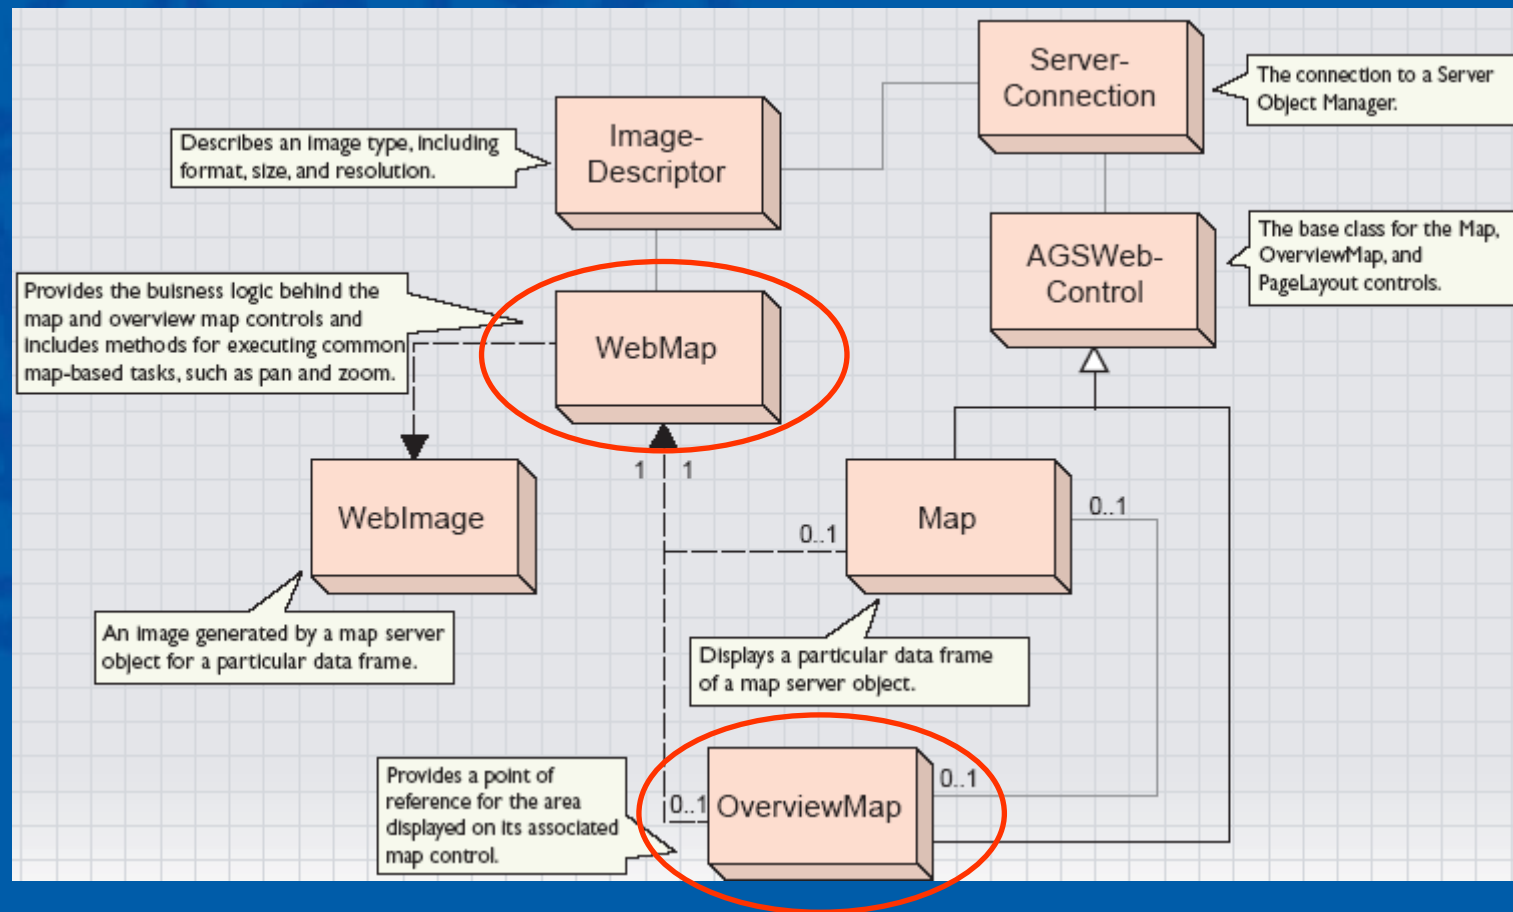 Server-
Connection
The connection to a Server
Object Manager.
Image-
Descriptor
Describes an image type, including
format, size, and resolution.
AGSWeb-
Control
The base class for the Map,
OverviewMap, and
PageLayout controls.
Provides the buisness logic behind the
map and overview map controls and
includes methods for executing common
map-based tasks, such as pan and zoom.
WebMap
1 1
WebImage
Map
0..1
0..1
An image generated by a map server
object for a particular data frame.
Displays a particular data frame
of a map server object.
Provides a point of
reference for the area
displayed on its associated
map control.
0..1
OverviewMap
0..1